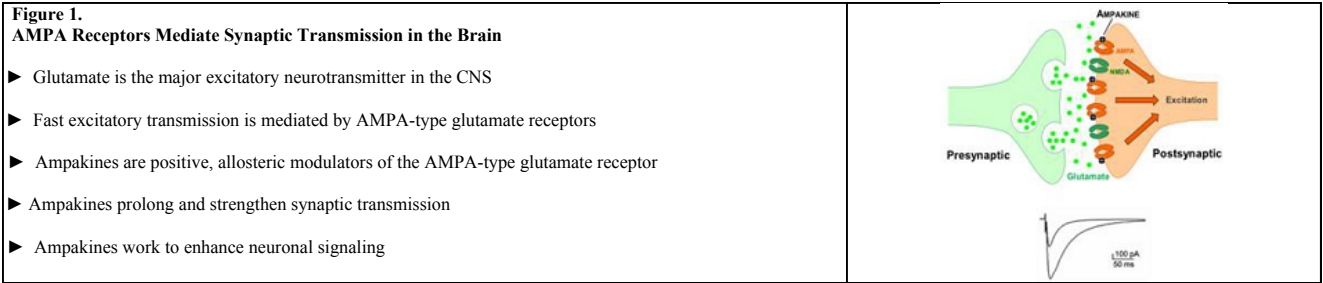 Figure 1.
AMPA Receptors Mediate Synaptic Transmission in the Brain
► Glutamate is the major excitatory neurotransmitter in the CNS
► Fast excitatory transmission is mediated by AMPA-type glutamate receptors
► Ampakines are positive, allosteric modulators of the AMPA-type glutamate receptor
► Ampakines prolong and strengthen synaptic transmission
► Ampakines work to enhance neuronal signaling
AMPAKINE
AMPA
NMDA
Excitation
Presynaptic
Postsynaptic
Glutamate
100 pA
50 ms